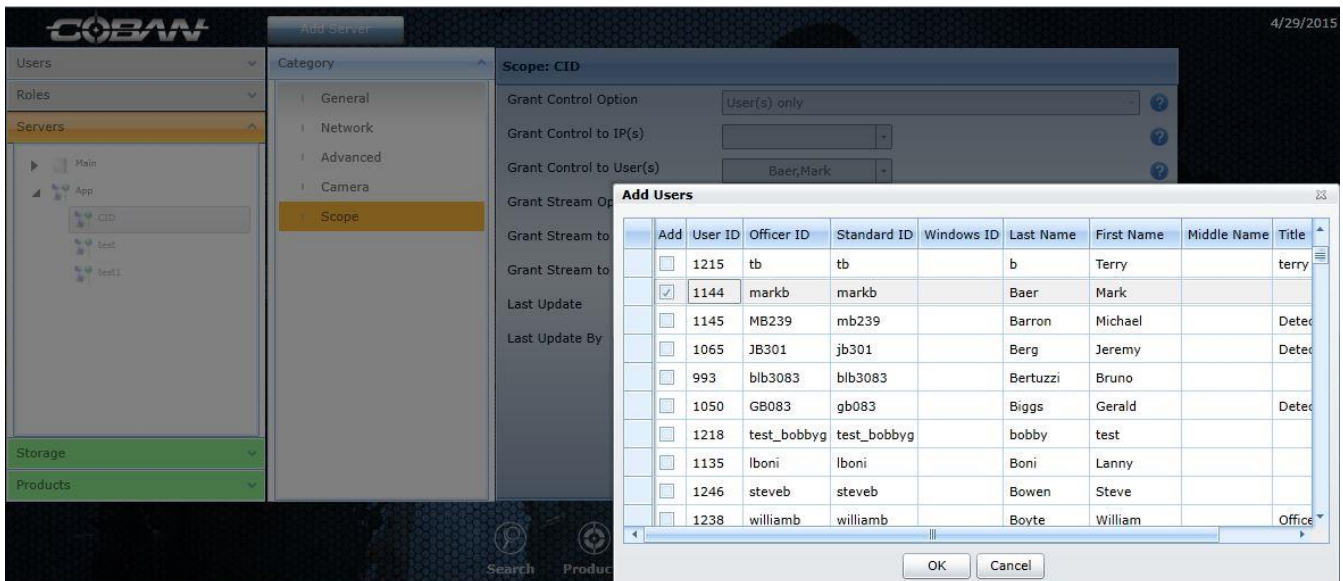 COBAN
Add Server
4/29/2015
Users
Roles
Servers
Main
App
CID
test
test1
Storage
Products
Category
General
Network
Advanced
Camera
Scope
Scope: CID
Grant Control Option User(s) only
Grant Control to IP(s)
Grant Control to User(s) Baer,Mark
Grant Stream Op
Grant Stream to
Grant Stream to
Last Update
Last Update By
Add Users
Add User ID Officer ID Standard ID Windows ID Last Name First Name Middle Name Title
1215 tb tb b Terry terry
1144 markb markb Baer Mark
1145 MB239 mb239 Barron Michael Detec
1065 JB301 jb301 Berg Jeremy Detec
993 blb3083 blb3083 Bertuzzi Bruno
1050 GB083 gb083 Biggs Gerald Detec
1218 test_bobbyg test_bobbyg bobby test
1135 lboni lboni Boni Lanny
1246 steveb steveb Bowen Steve
1238 williamb williamb Boyte William Office
OK Cancel
Search Produc